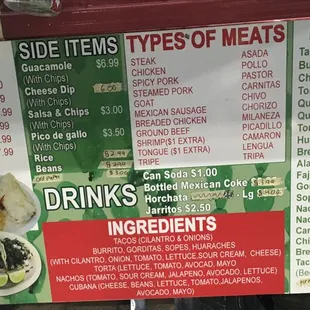 SIDE ITEMS
Guacamole $6.99
(With Chips)
Cheese Dip 6.00
(With Chips)
Salsa & Chips $3.00
(With Chips)
Pico de gallo $3.50
(With Chips)
Rice
Beans
TYPES OF MEATS
STEAK ASADA
CHICKEN POLLO
SPICY PORK PASTOR
STEAMED PORK CARNITAS
GOAT CHIVO
MEXICAN SAUSAGE CHORIZO
BREADED CHICKEN MILANEZA
GROUND BEEF PICADILLO
SHRIMP($1 EXTRA) CAMARON
TONGUE ($1 EXTRA) LENGUA
TRIPE TRIPA
DRINKS
Can Soda $1.00
Bottled Mexican Coke
Horchata Lg
Jarritos $2.50
INGREDIENTS
TACOS (CILANTRO & ONIONS)
BURRITO, GORDITAS, SOPES, HUARACHES
(WITH CILANTRO, ONION, TOMATO, LETTUCE,SOUR CREAM, CHEESE)
TORTA (LETTUCE, TOMATO, AVOCADO, MAYO)
NACHOS (TOMATO, SOUR CREAM, JALAPENO, AVOCADO, LETTUCE)
CUBANA (CHEESE, BEANS, LETTUCE, TOMATO,JALAPENOS,
AVOCADO, MAYO